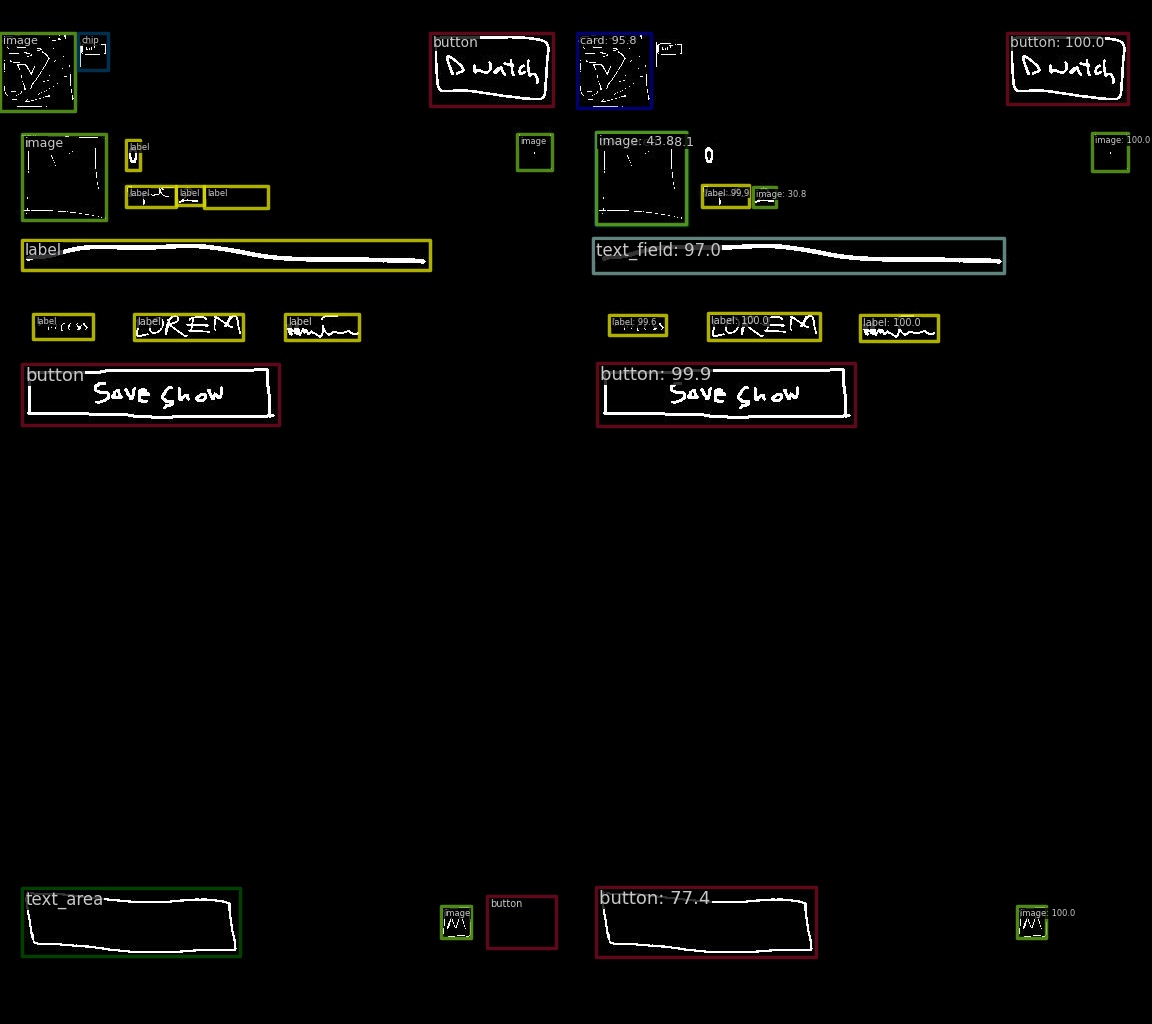 image chip button card: 95.8 button: 100.0
D watch D watch
image label image image: 43.88.1 image: 100.0
label label label label: 99.9 image: 30.8
label text_field: 97.0
label label label label: 99.6 label: 100.0 label: 100.0
LOREM LOREM
button button: 99.9
Save Show Save Show
text_area image button button: 77.4 image: 100.0